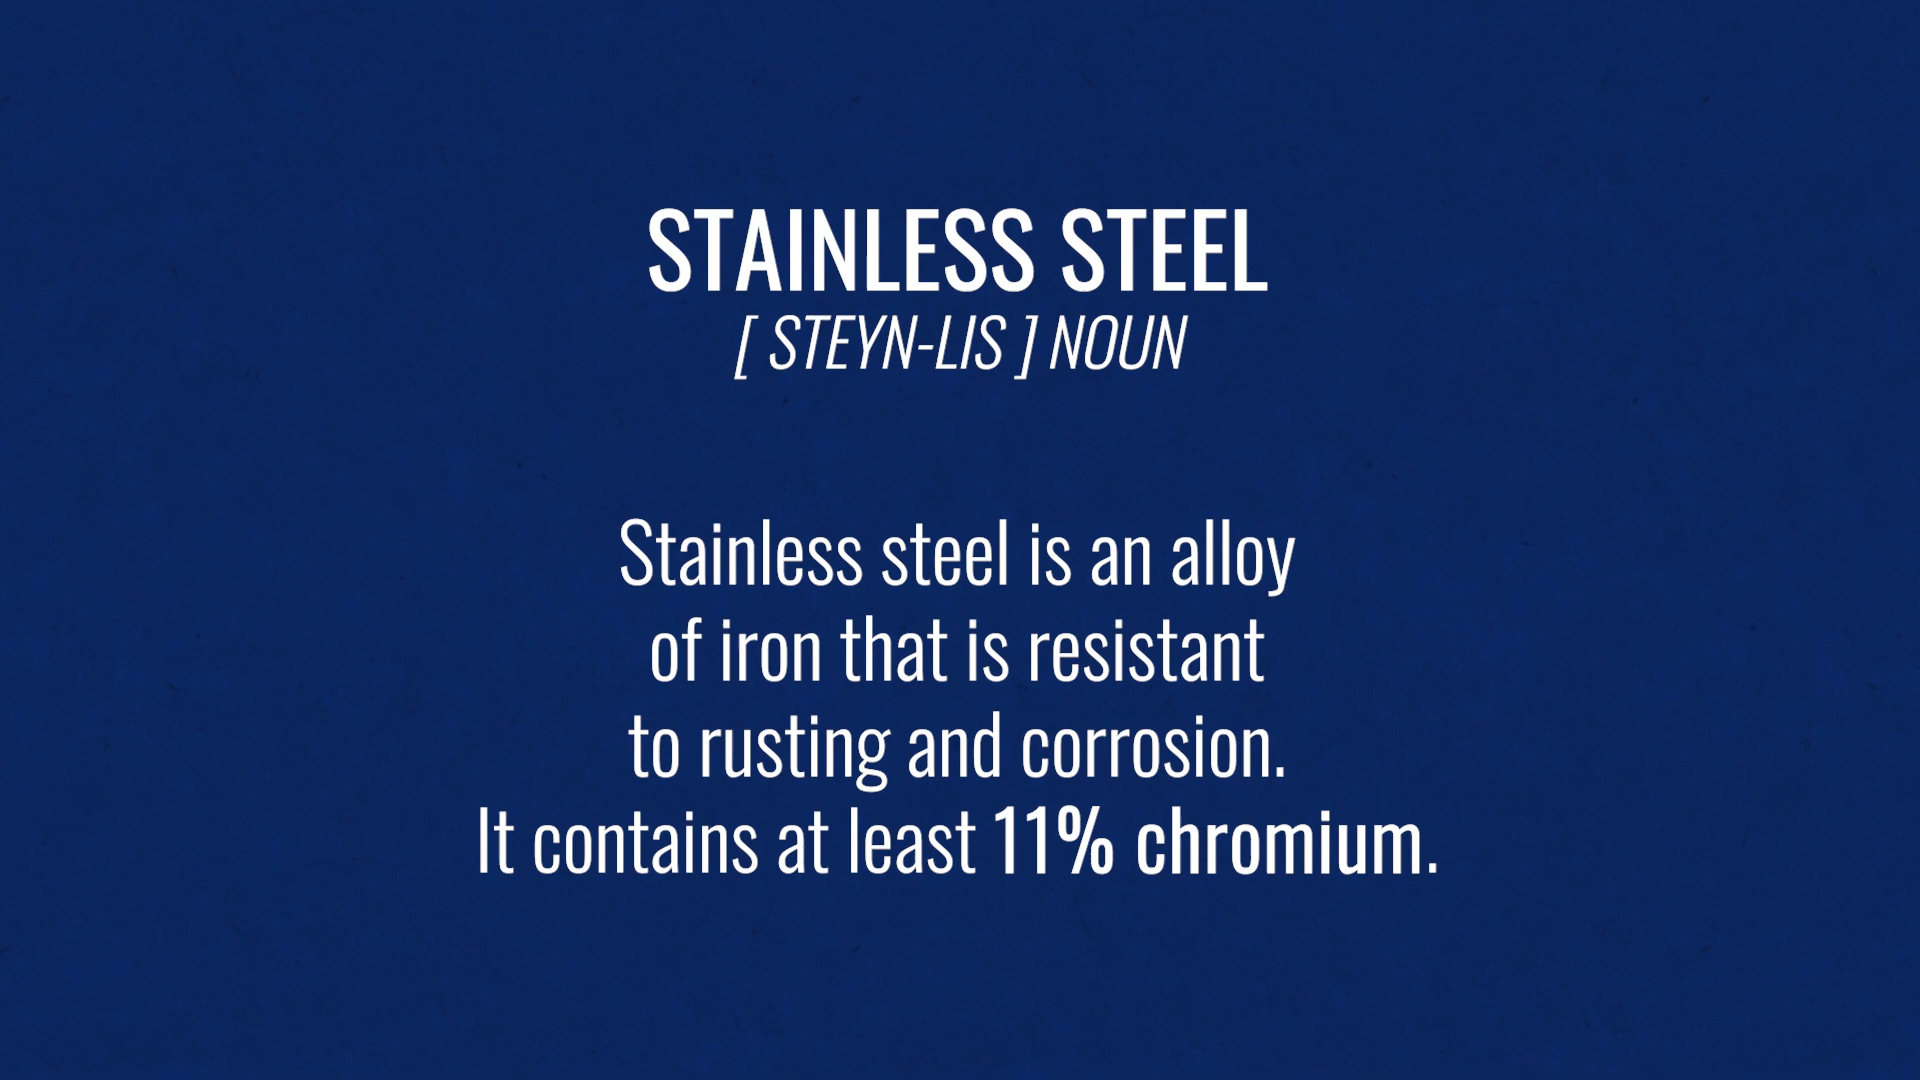 STAINLESS STEEL
[ STEYN-LIS ] NOUN
Stainless steel is an alloy
of iron that is resistant
to rusting and corrosion.
It contains at least 11% chromium.